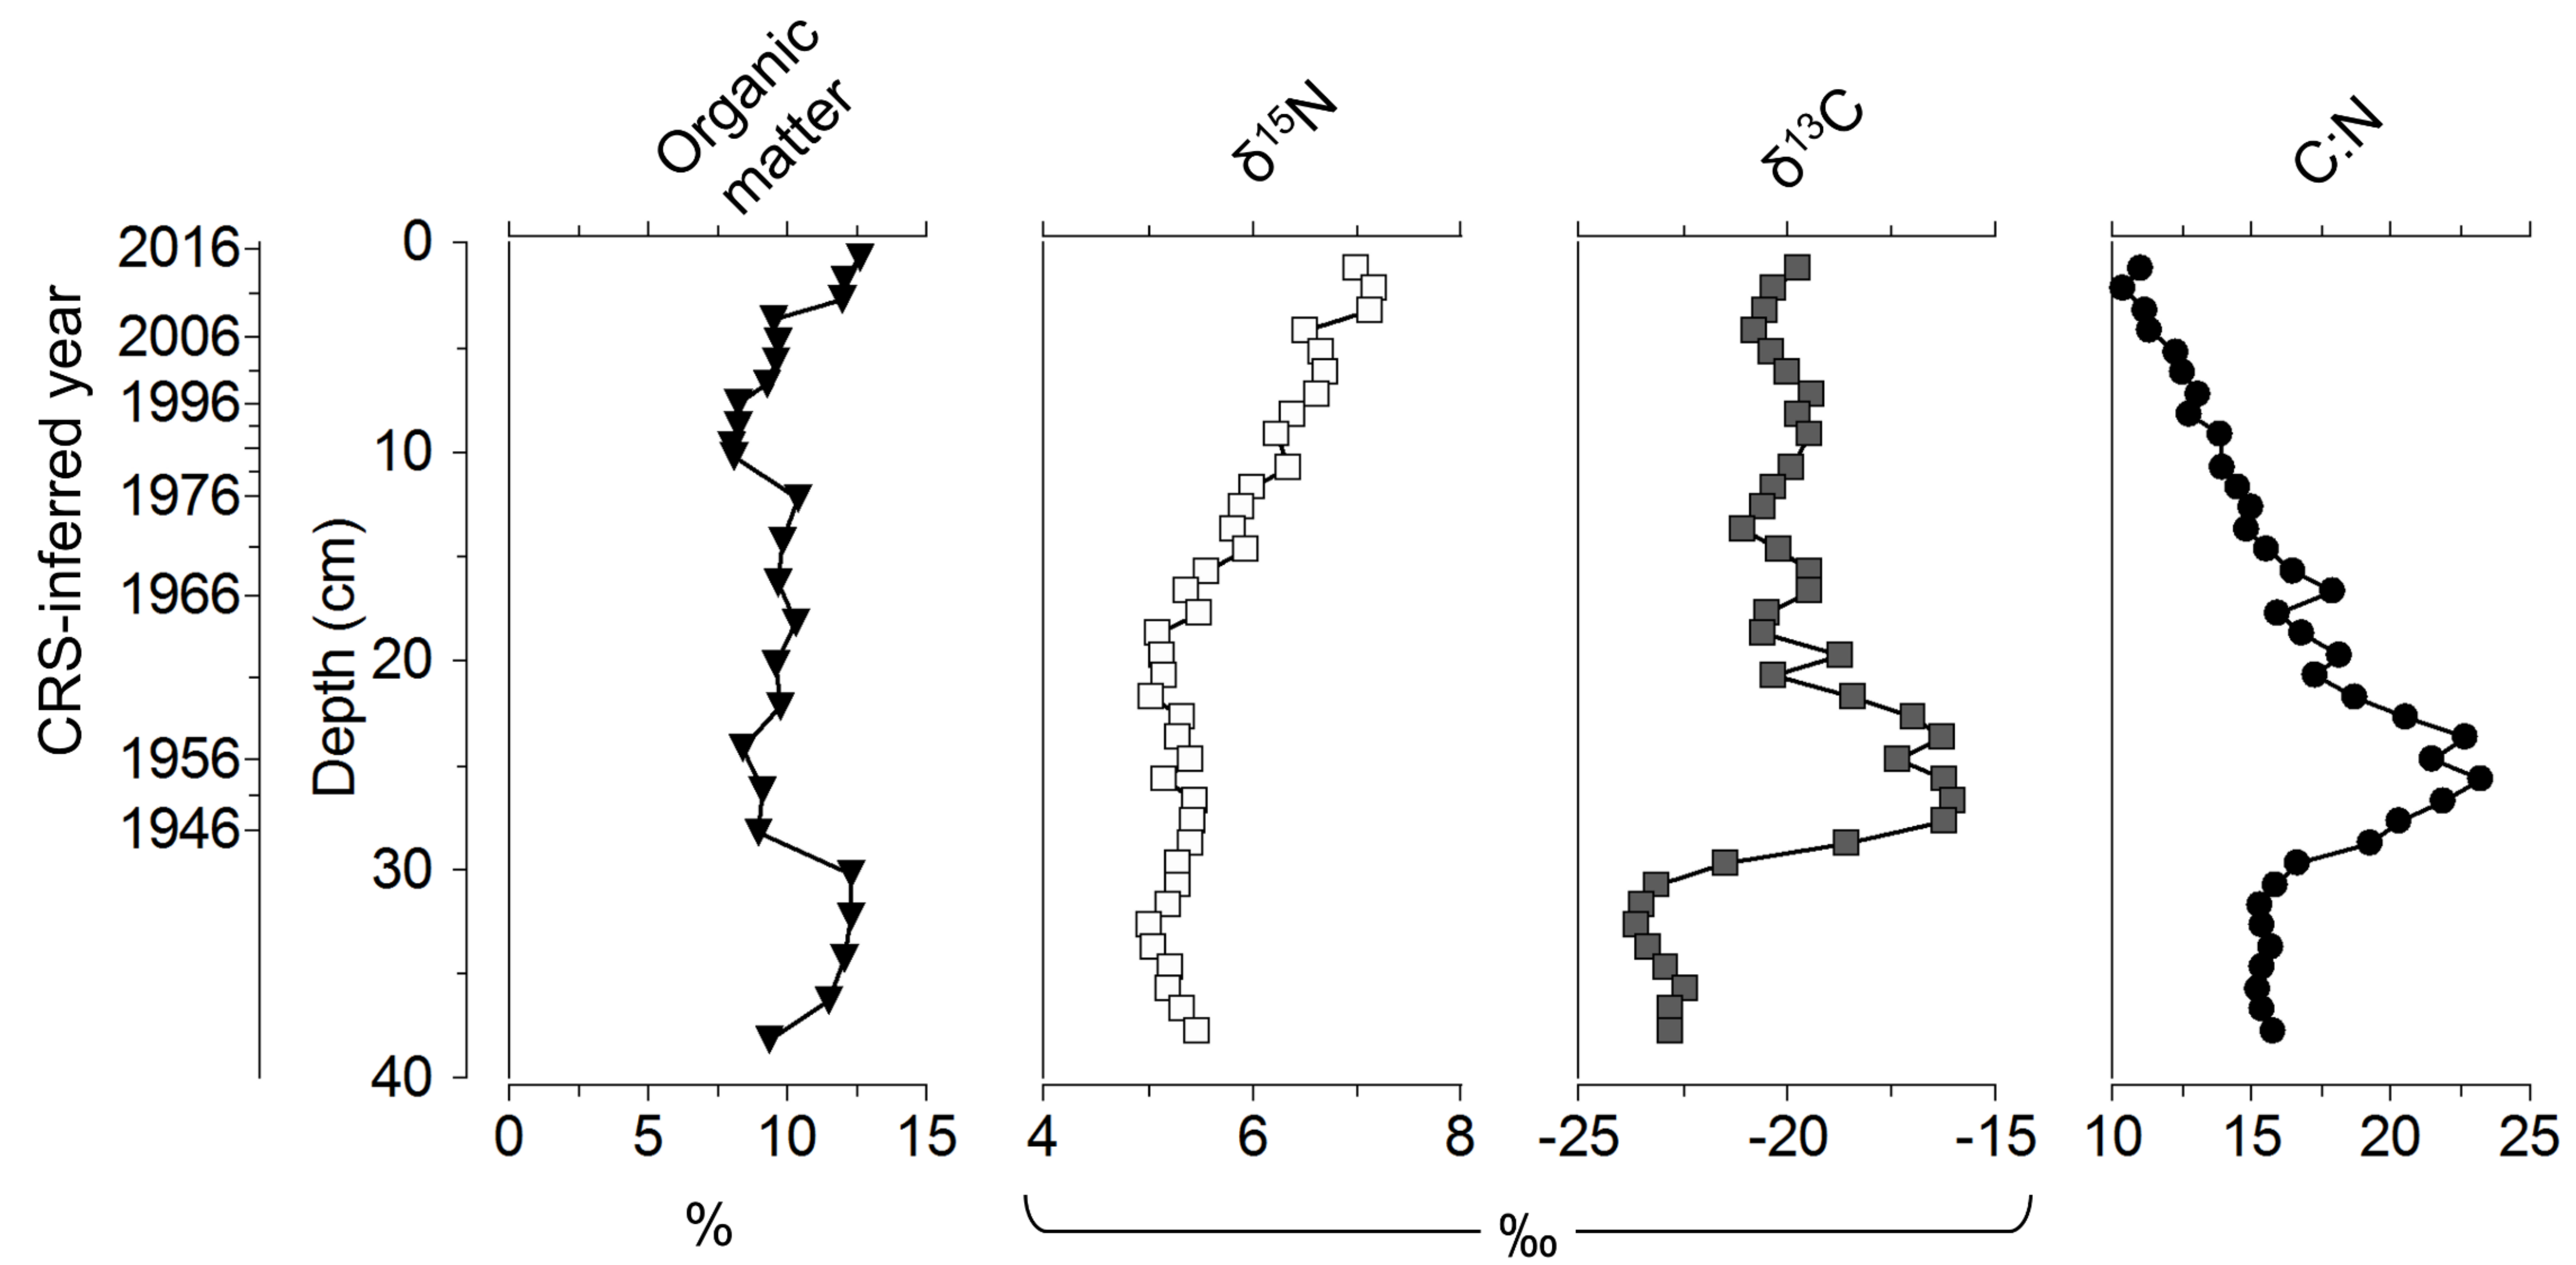 Organic
matter
δ¹⁵N
δ¹³C
C:N
CRS-inferred year
2016
2006
1996
1976
1966
1956
1946
Depth (cm)
0
10
20
30
40
0 5 10 15
4 6 8
-25 -20 -15
10 15 20 25
%
‰